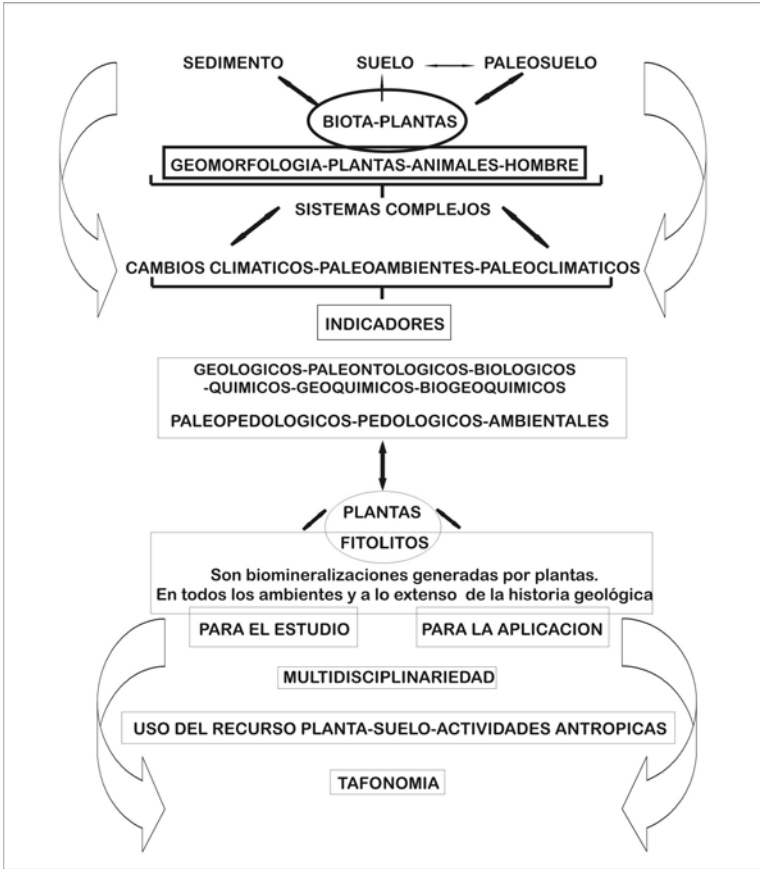 SEDIMENTO SUELO PALEOSUELO
BIOTA-PLANTAS
GEOMORFOLOGIA-PLANTAS-ANIMALES-HOMBRE
SISTEMAS COMPLEJOS
CAMBIOS CLIMATICOS-PALEOAMBIENTES-PALEOCLIMATICOS
INDICADORES
GEOLOGICOS-PALEONTOLOGICOS-BIOLOGICOS
-QUIMICOS-GEOQUIMICOS-BIOGEOQUIMICOS
PALEOPEDOLOGICOS-PEDOLOGICOS-AMBIENTALES
PLANTAS
FITOLITOS
Son biomineralizaciones generadas por plantas.
En todos los ambientes y a lo extenso de la historia geológica
PARA EL ESTUDIO PARA LA APLICACION
MULTIDISCIPLINARIEDAD
USO DEL RECURSO PLANTA-SUELO-ACTIVIDADES ANTROPICAS
TAFONOMIA